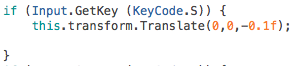 if (Input.GetKey (KeyCode.S)) {
this.transform.Translate(0,0,-0.1f);
}